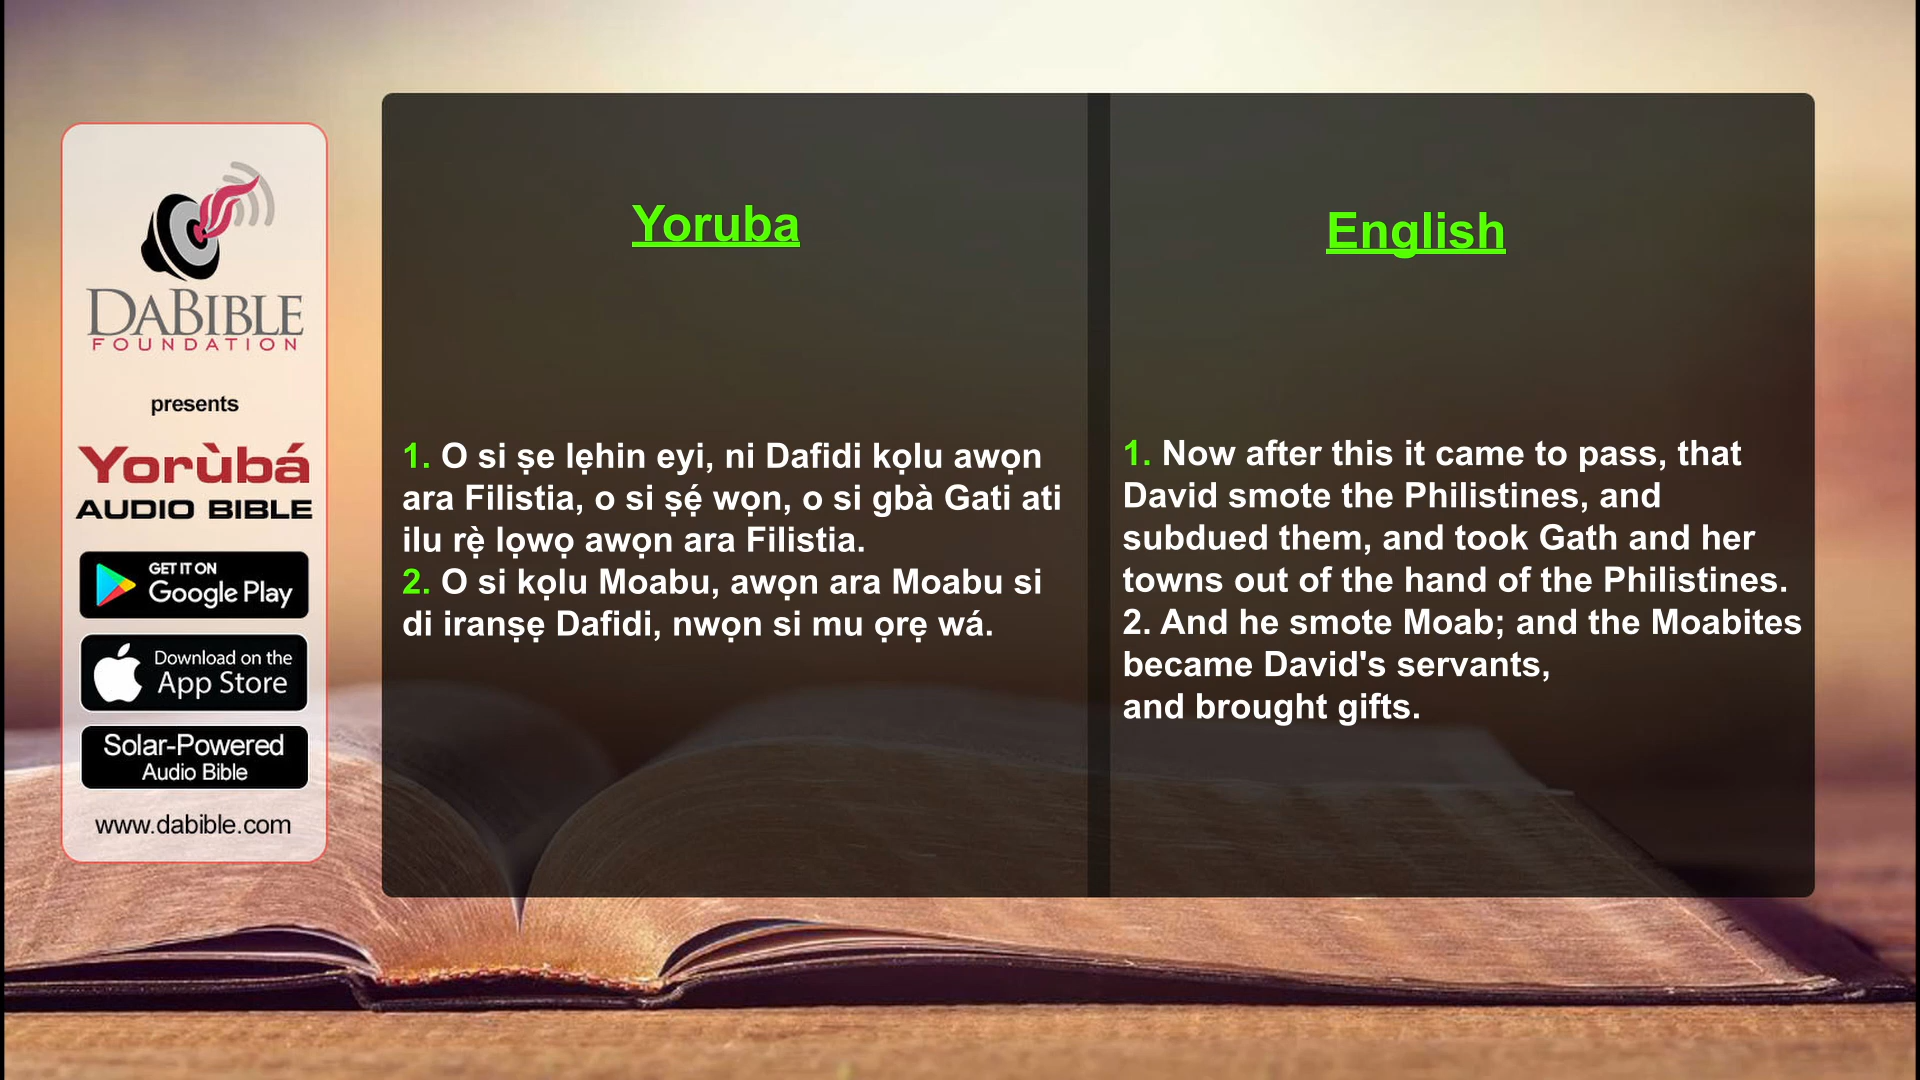 DABIBLE
FOUNDATION
presents
Yorùbá
AUDIO BIBLE
GET IT ON
Google Play
Download on the
App Store
Solar-Powered
Audio Bible
www.dabible.com
Yoruba
1. O si ṣe lẹhin eyi, ni Dafidi kọlu awọn
ara Filistia, o si ṣẹ́ wọn, o si gbà Gati ati
ilu rẹ̀ lọwọ awọn ara Filistia.
2. O si kọlu Moabu, awọn ara Moabu si
di iranṣẹ Dafidi, nwọn si mu ọrẹ wá.
English
1. Now after this it came to pass, that
David smote the Philistines, and
subdued them, and took Gath and her
towns out of the hand of the Philistines.
2. And he smote Moab; and the Moabites
became David's servants,
and brought gifts.